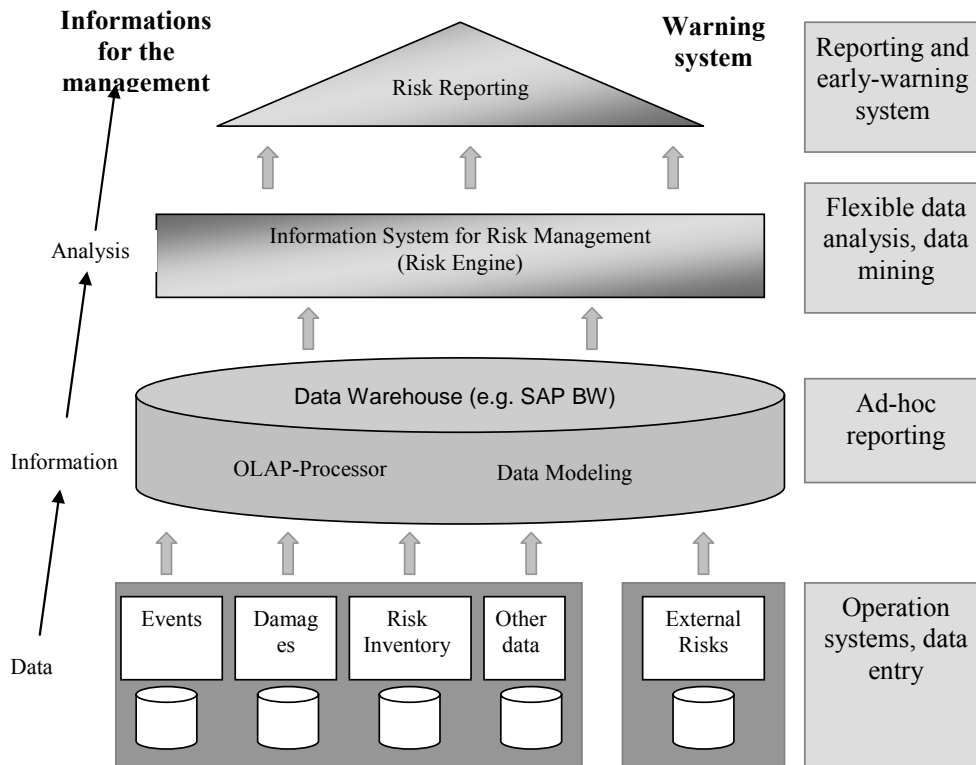 Informations
for the
management
Warning
system
Risk Reporting
Reporting and
early-warning
system
Analysis
Information System for Risk Management
(Risk Engine)
Flexible data
analysis, data
mining
Data Warehouse (e.g. SAP BW)
OLAP-Processor
Data Modeling
Information
Ad-hoc
reporting
Events
Damag
es
Risk
Inventory
Other
data
External
Risks
Data
Operation
systems, data
entry